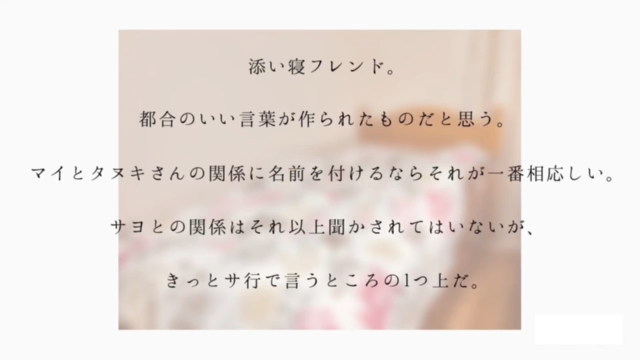 添い寝フレンド。
都合のいい言葉が作られたものだと思う。
マイとタヌキさんの関係に名前を付けるならそれが一番相応しい。
サヨとの関係はそれ以上聞かされてはいないが、
きっとサ行で言うところの1つ上だ。